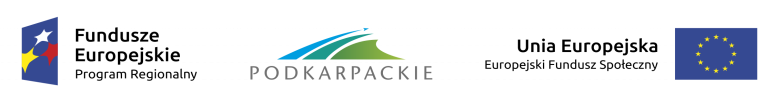 Fundusze
Europejskie
Program Regionalny
PODKARPACKIE
Unia Europejska
Europejski Fundusz Społeczny